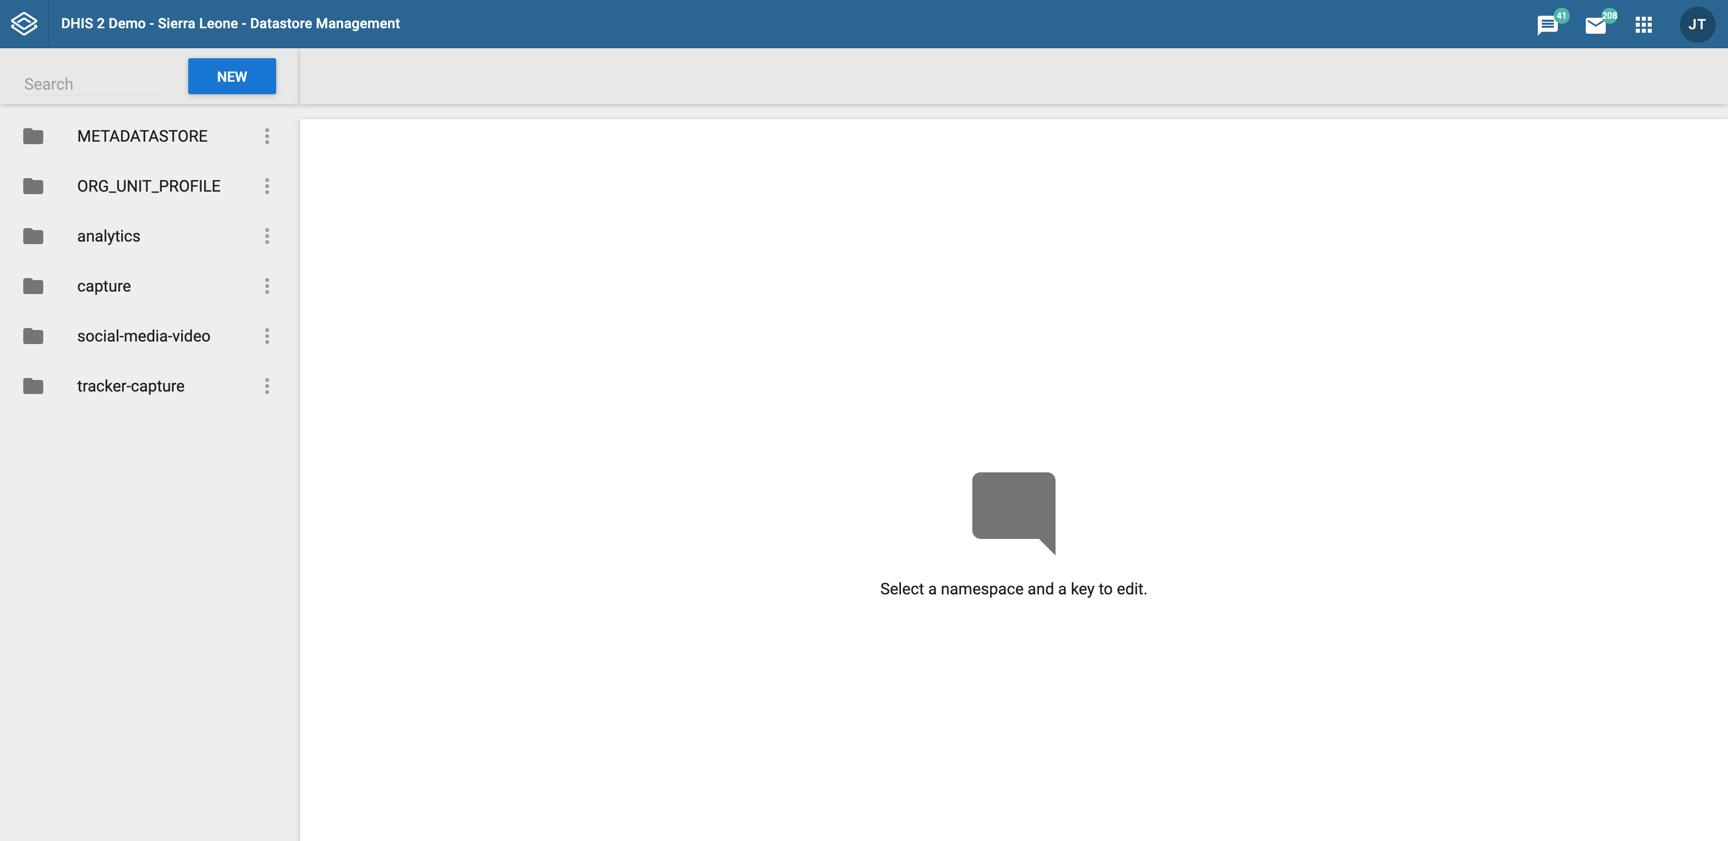 DHIS 2 Demo - Sierra Leone - Datastore Management
41
208
JT
Search
NEW
METADATASTORE
ORG_UNIT_PROFILE
analytics
capture
social-media-video
tracker-capture
Select a namespace and a key to edit.